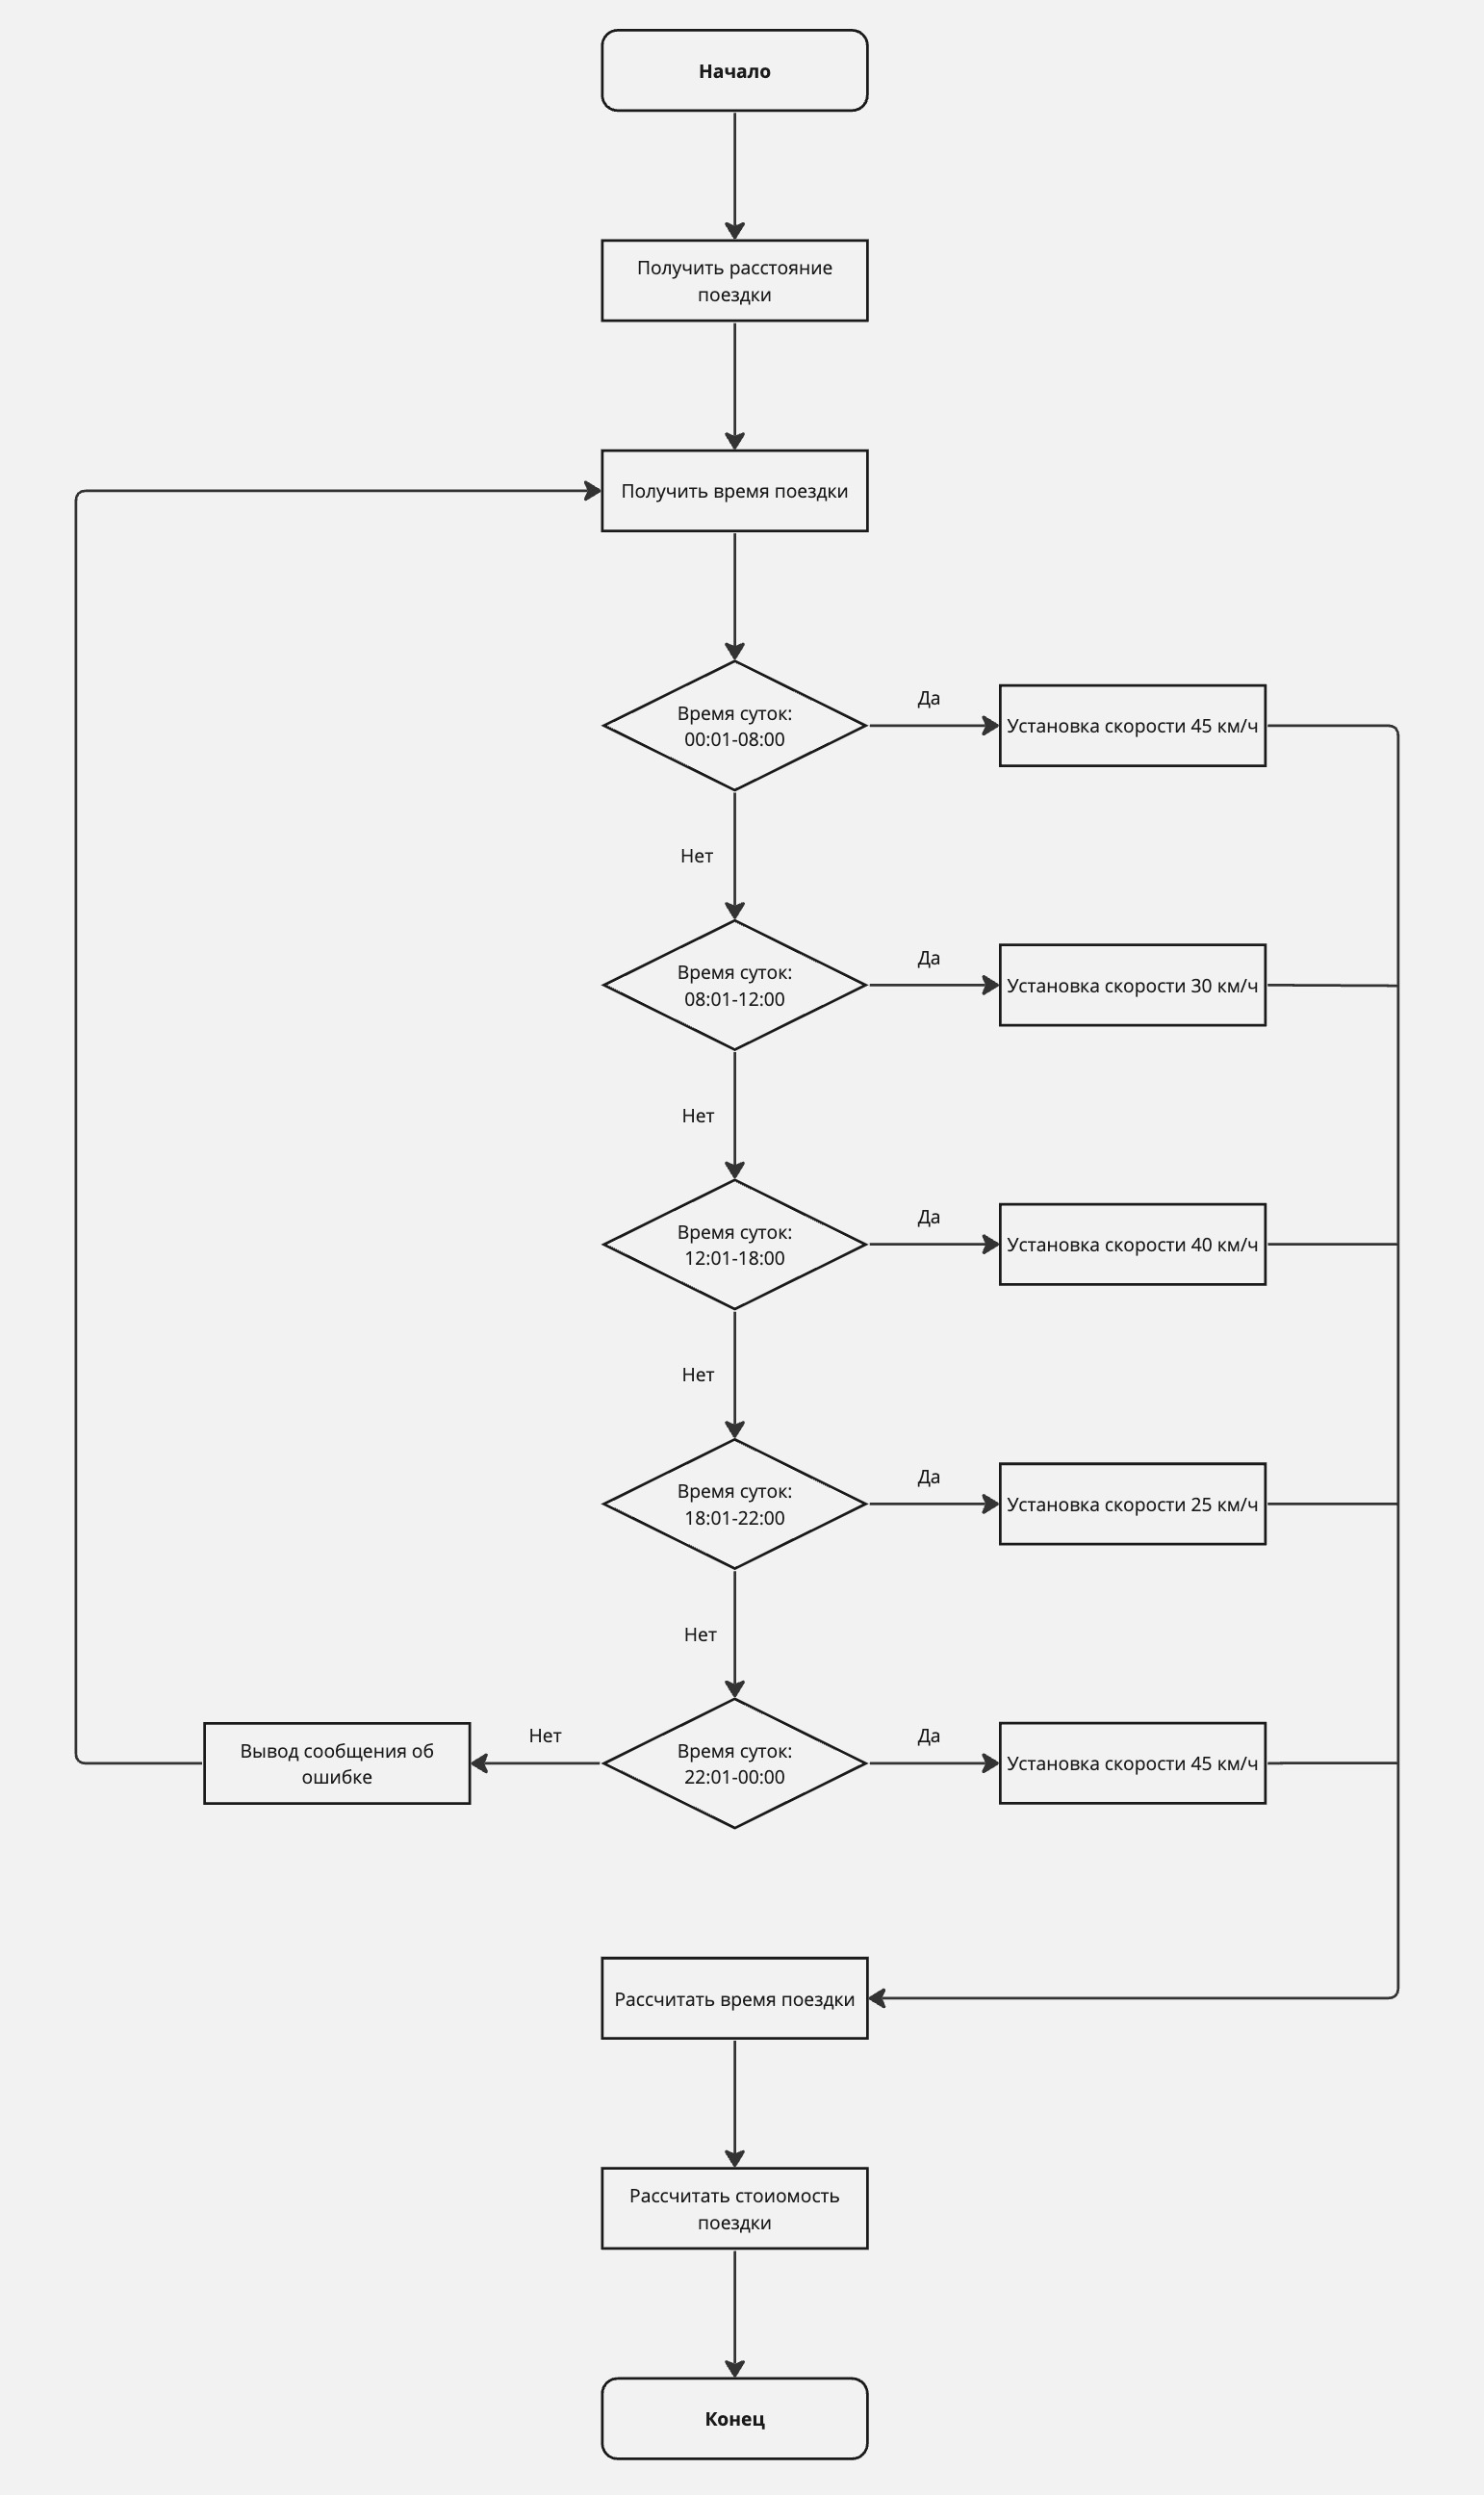 Начало
Получить расстояние
поездки
Получить время поездки
Время суток:
00:01-08:00
Да
Установка скорости 45 км/ч
Нет
Время суток:
08:01-12:00
Да
Установка скорости 30 км/ч
Нет
Время суток:
12:01-18:00
Да
Установка скорости 40 км/ч
Нет
Время суток:
18:01-22:00
Да
Установка скорости 25 км/ч
Нет
Время суток:
22:01-00:00
Да
Установка скорости 45 км/ч
Нет
Вывод сообщения об
ошибке
Рассчитать время поездки
Рассчитать стоиомость
поездки
Конец